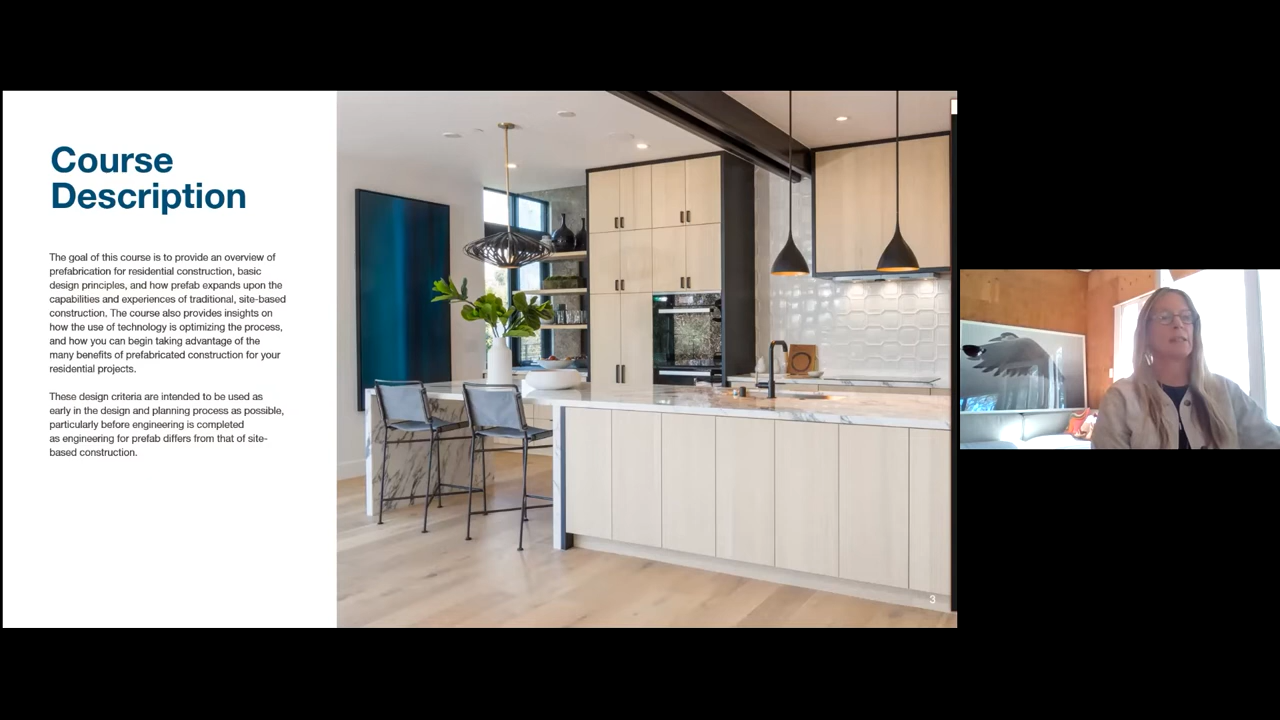 Course
Description
The goal of this course is to provide an overview of
prefabrication for residential construction, basic
design principles, and how prefab expands upon the
capabilities and experiences of traditional, site-based
construction. The course also provides insights on
how the use of technology is optimizing the process,
and how you can begin taking advantage of the
many benefits of prefabricated construction for your
residential projects.
These design criteria are intended to be used as
early in the design and planning process as possible,
particularly before engineering is completed
as engineering for prefab differs from that of site-
based construction.
3